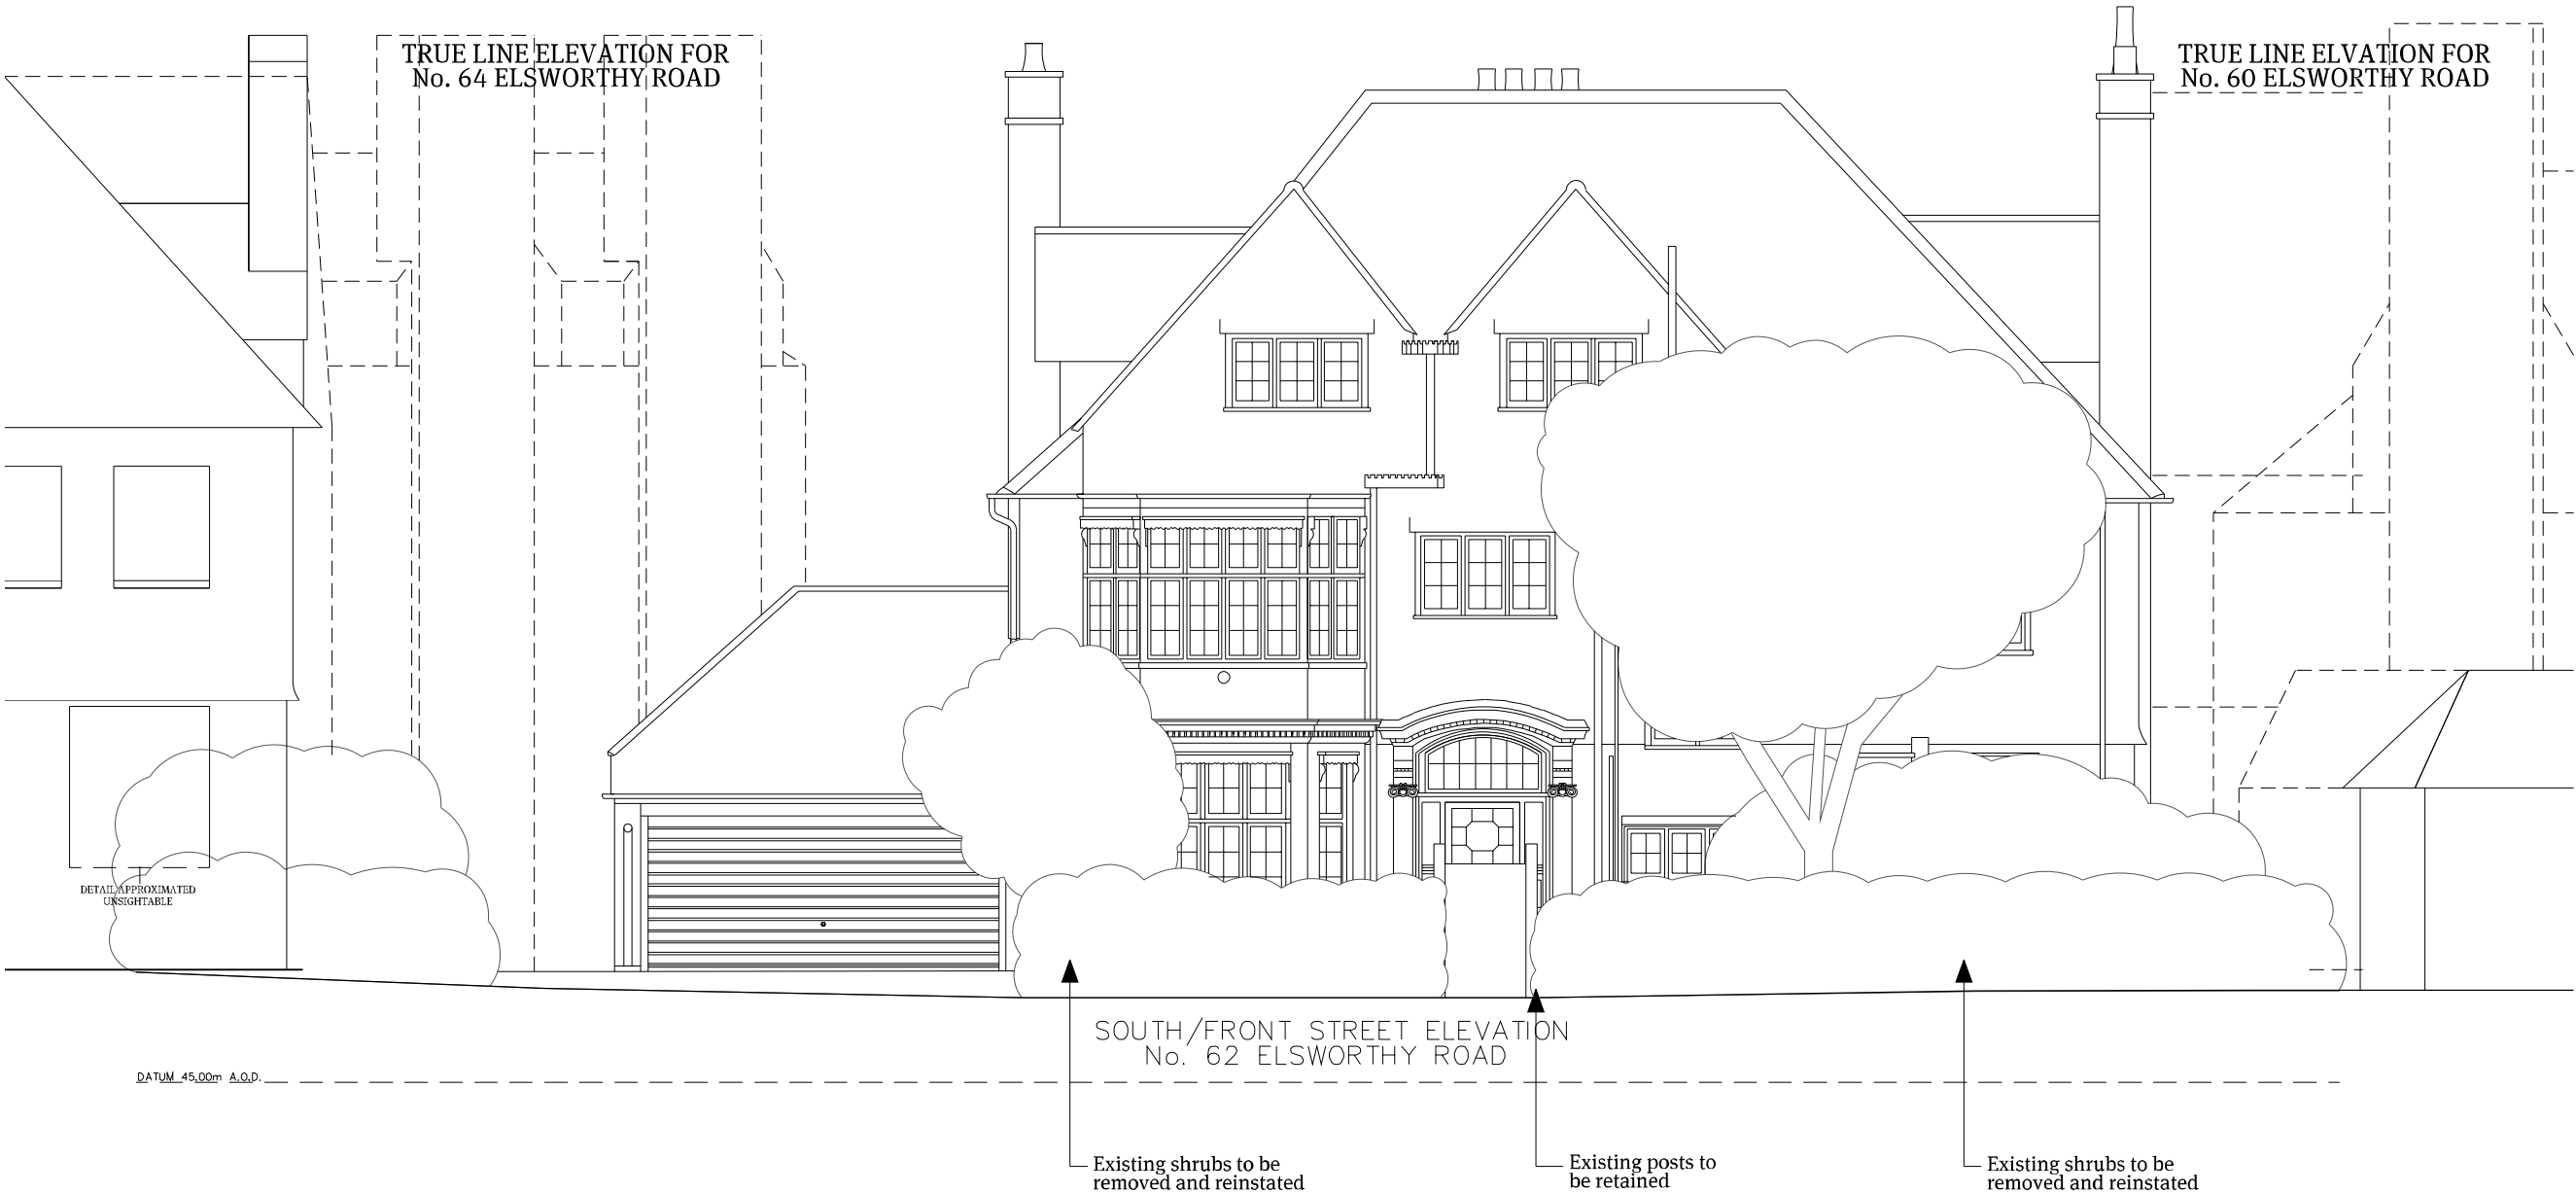 TRUE LINE ELEVATION FOR
No. 64 ELSWORTHY ROAD
TRUE LINE ELVATION FOR
No. 60 ELSWORTHY ROAD
DETAIL APPROXIMATED
UNSIGHTABLE
SOUTH/FRONT STREET ELEVATION
No. 62 ELSWORTHY ROAD
DATUM 45.00m A.O.D.
Existing shrubs to be
removed and reinstated
Existing posts to
be retained
Existing shrubs to be
removed and reinstated